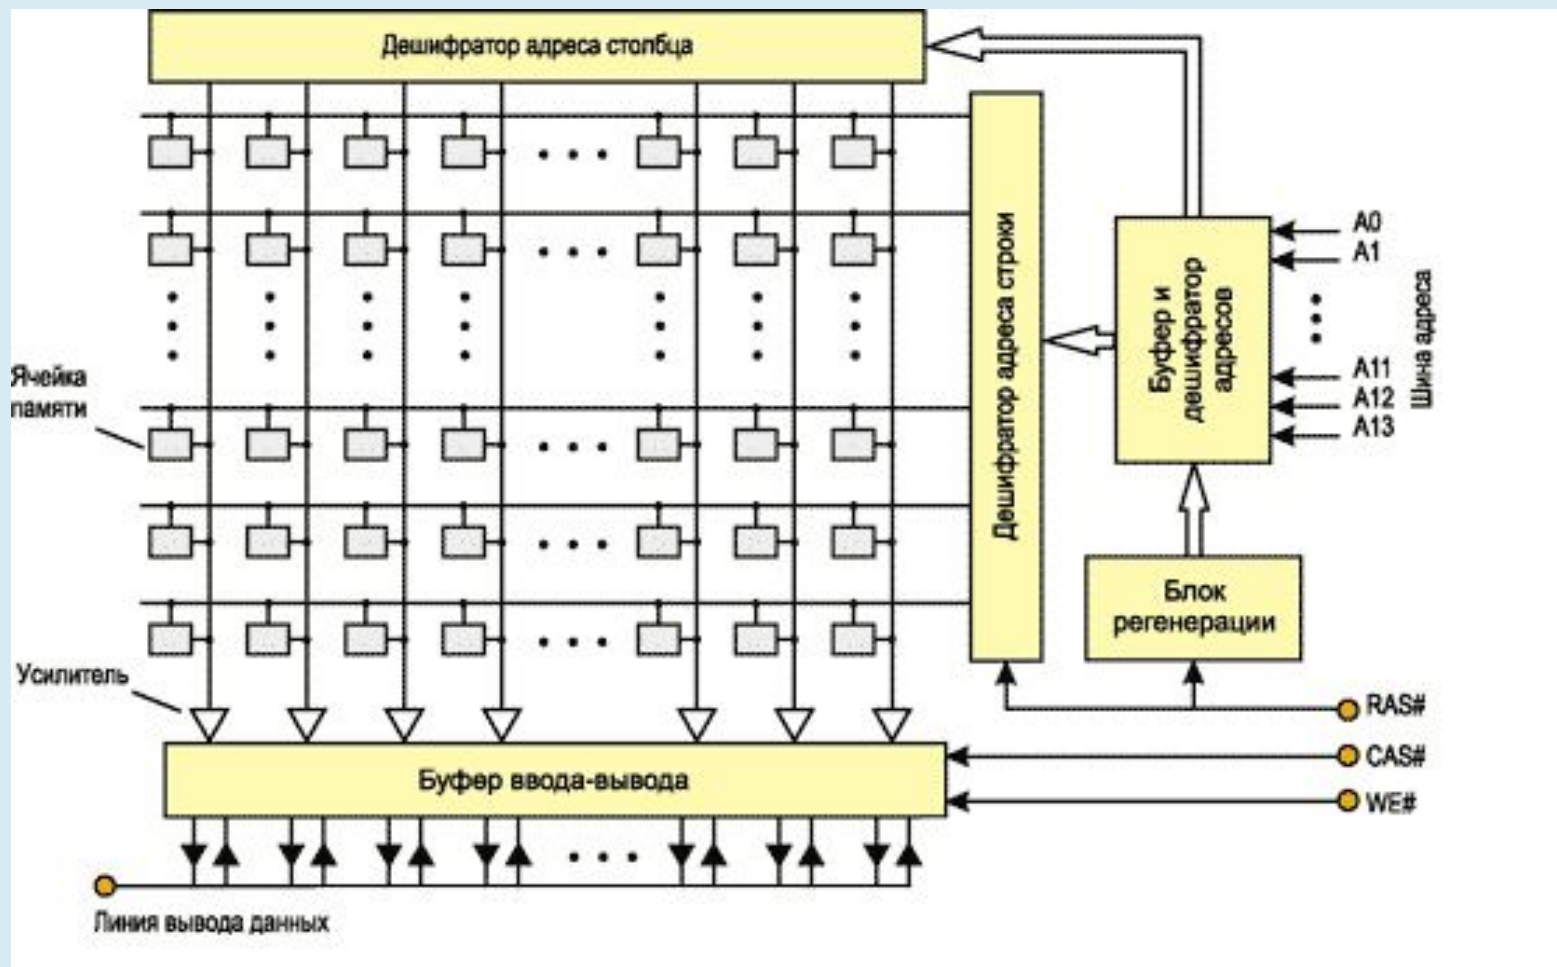 Дешифратор адреса столбца
Дешифратор адреса строки
Буфер и
дешифратор
адресов
A0
A1
A11
A12
A13
Шина адреса
Ячейка
памяти
Блок
регенерации
Усилитель
RAS#
CAS#
WE#
Буфер ввода-вывода
Линия вывода данных